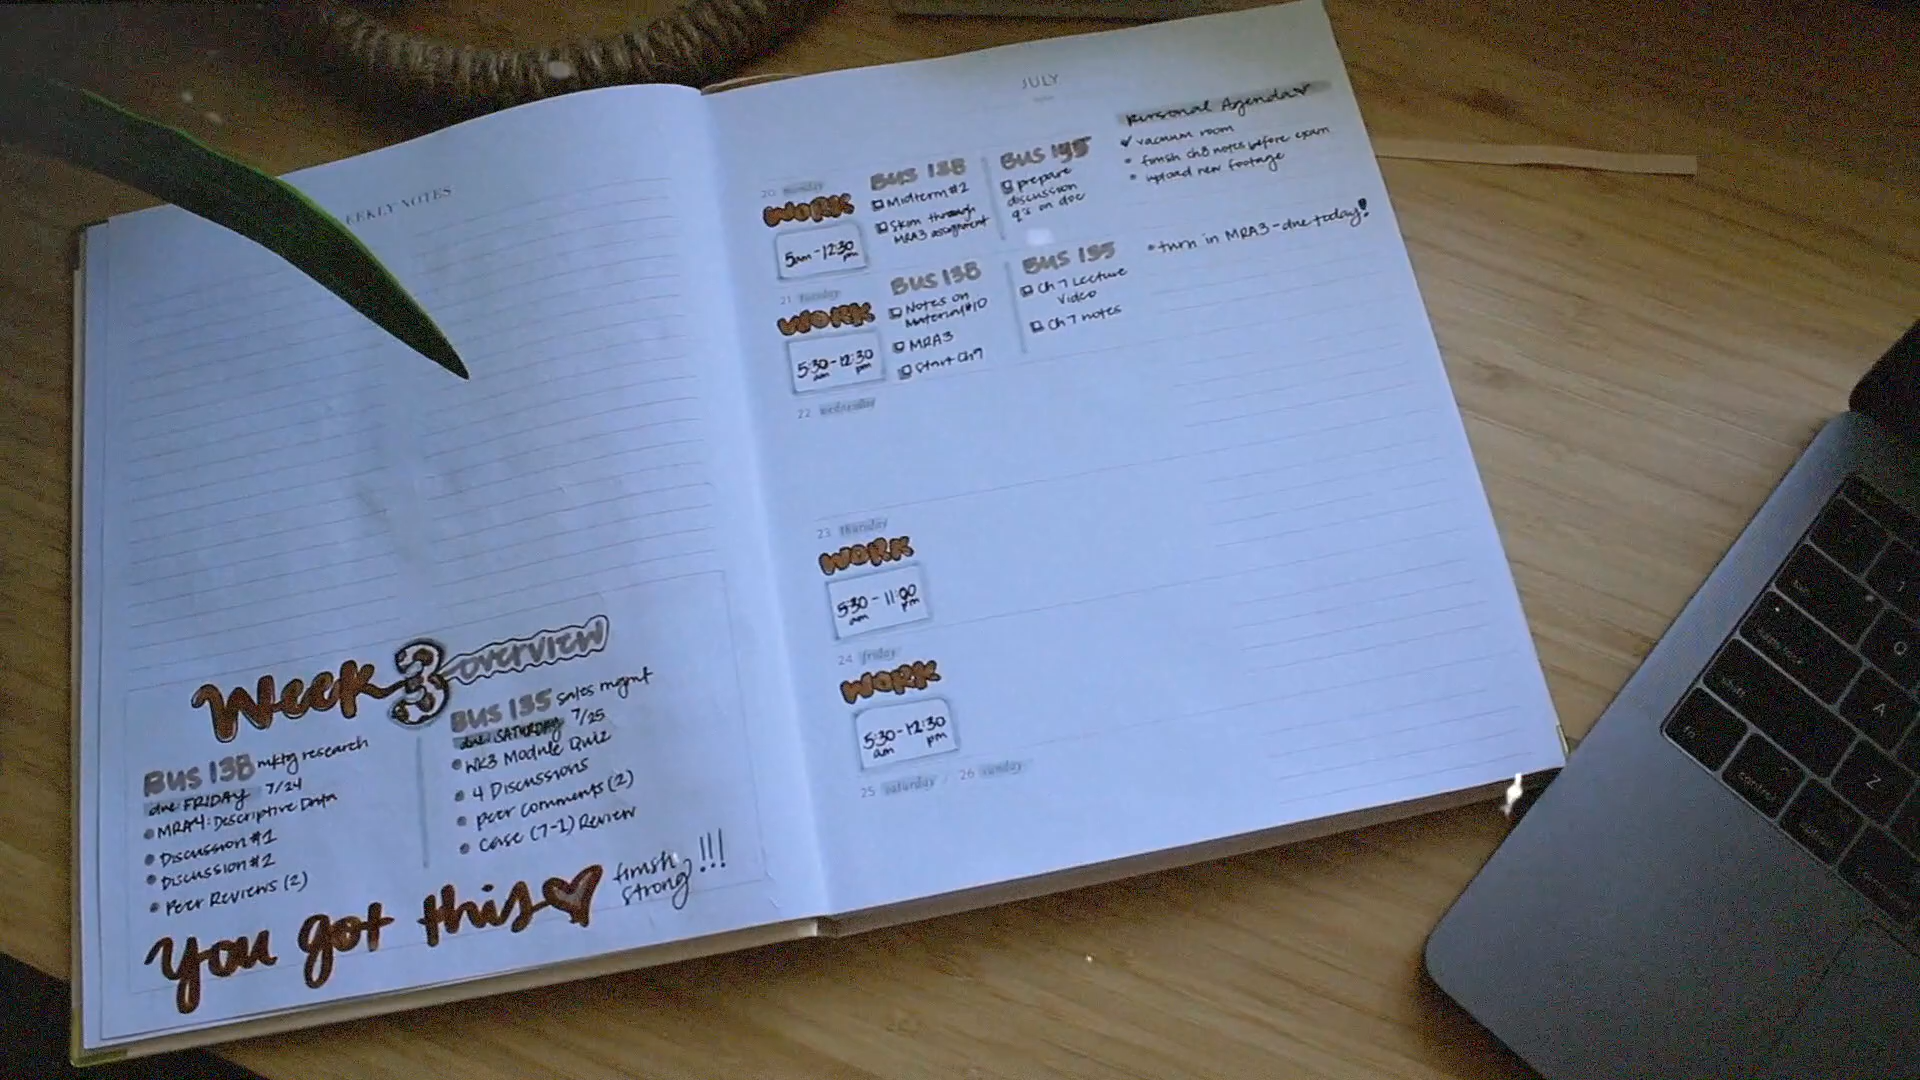 WEEKLY NOTES
Week 3 overview
BUS 138 mktg research
due FRIDAY 7/24
• MRA4: Descriptive Data
• Discussion #1
• Discussion #2
• Peer Reviews (2)
BUS 135 sales mgmt
due SATURDAY 7/25
• WK3 Module Quiz
• 4 Discussions
• peer comments (2)
• Case (7-1) Review
You got this
finish strong !!!
JULY
20 monday
WORK
5am - 12:30 pm
BUS 138
Midterm #2
Skim through
MRA3 assignment
BUS 135
prepare
discussion
q's on doc
Personal Agenda
✓ vacuum room
• finish ch8 notes before exam
• upload new footage
21 tuesday
WORK
5:30 am - 12:30 pm
BUS 138
Notes on
Material #10
MRA3
Start Ch9
BUS 135
Ch 7 Lecture
Video
Ch 7 notes
• turn in MRA3 - due today!
22 wednesday
23 thursday
WORK
5:30 am - 11:00 pm
24 friday
WORK
5:30 am - 12:30 pm
25 saturday / 26 sunday
tab
shift
fn
control
Q
A
Z